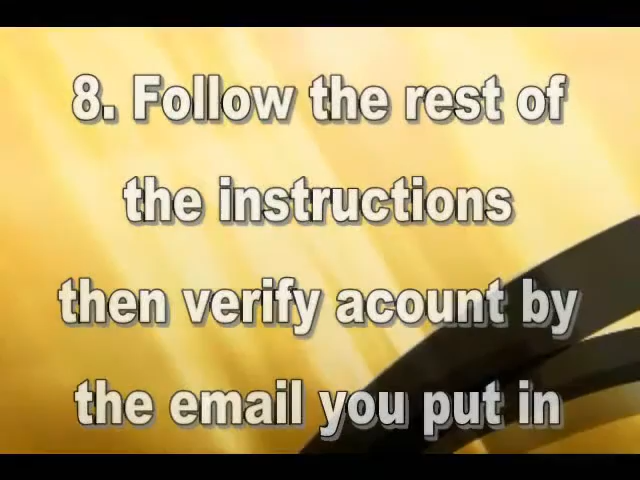 8. Follow the rest of
the instructions
then verify acount by
the email you put in